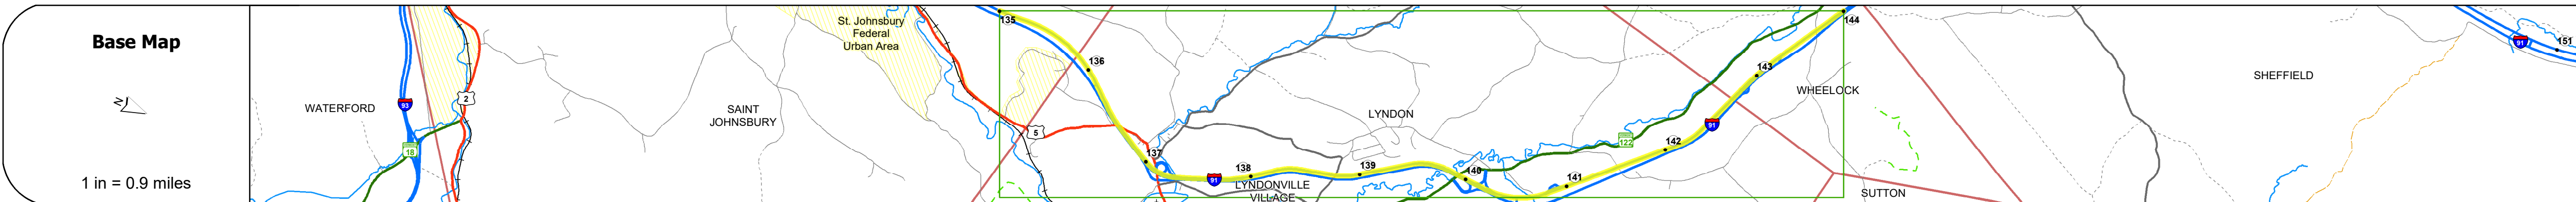 Base Map
N
1 in = 0.9 miles
WATERFORD
93
18
2
SAINT
JOHNSBURY
St. Johnsbury
Federal
Urban Area
135
5
136
137
91
138
LYNDONVILLE
VILLAGE
139
LYNDON
140
141
122
142
91
143
WHEELOCK
144
SUTTON
SHEFFIELD
91
151